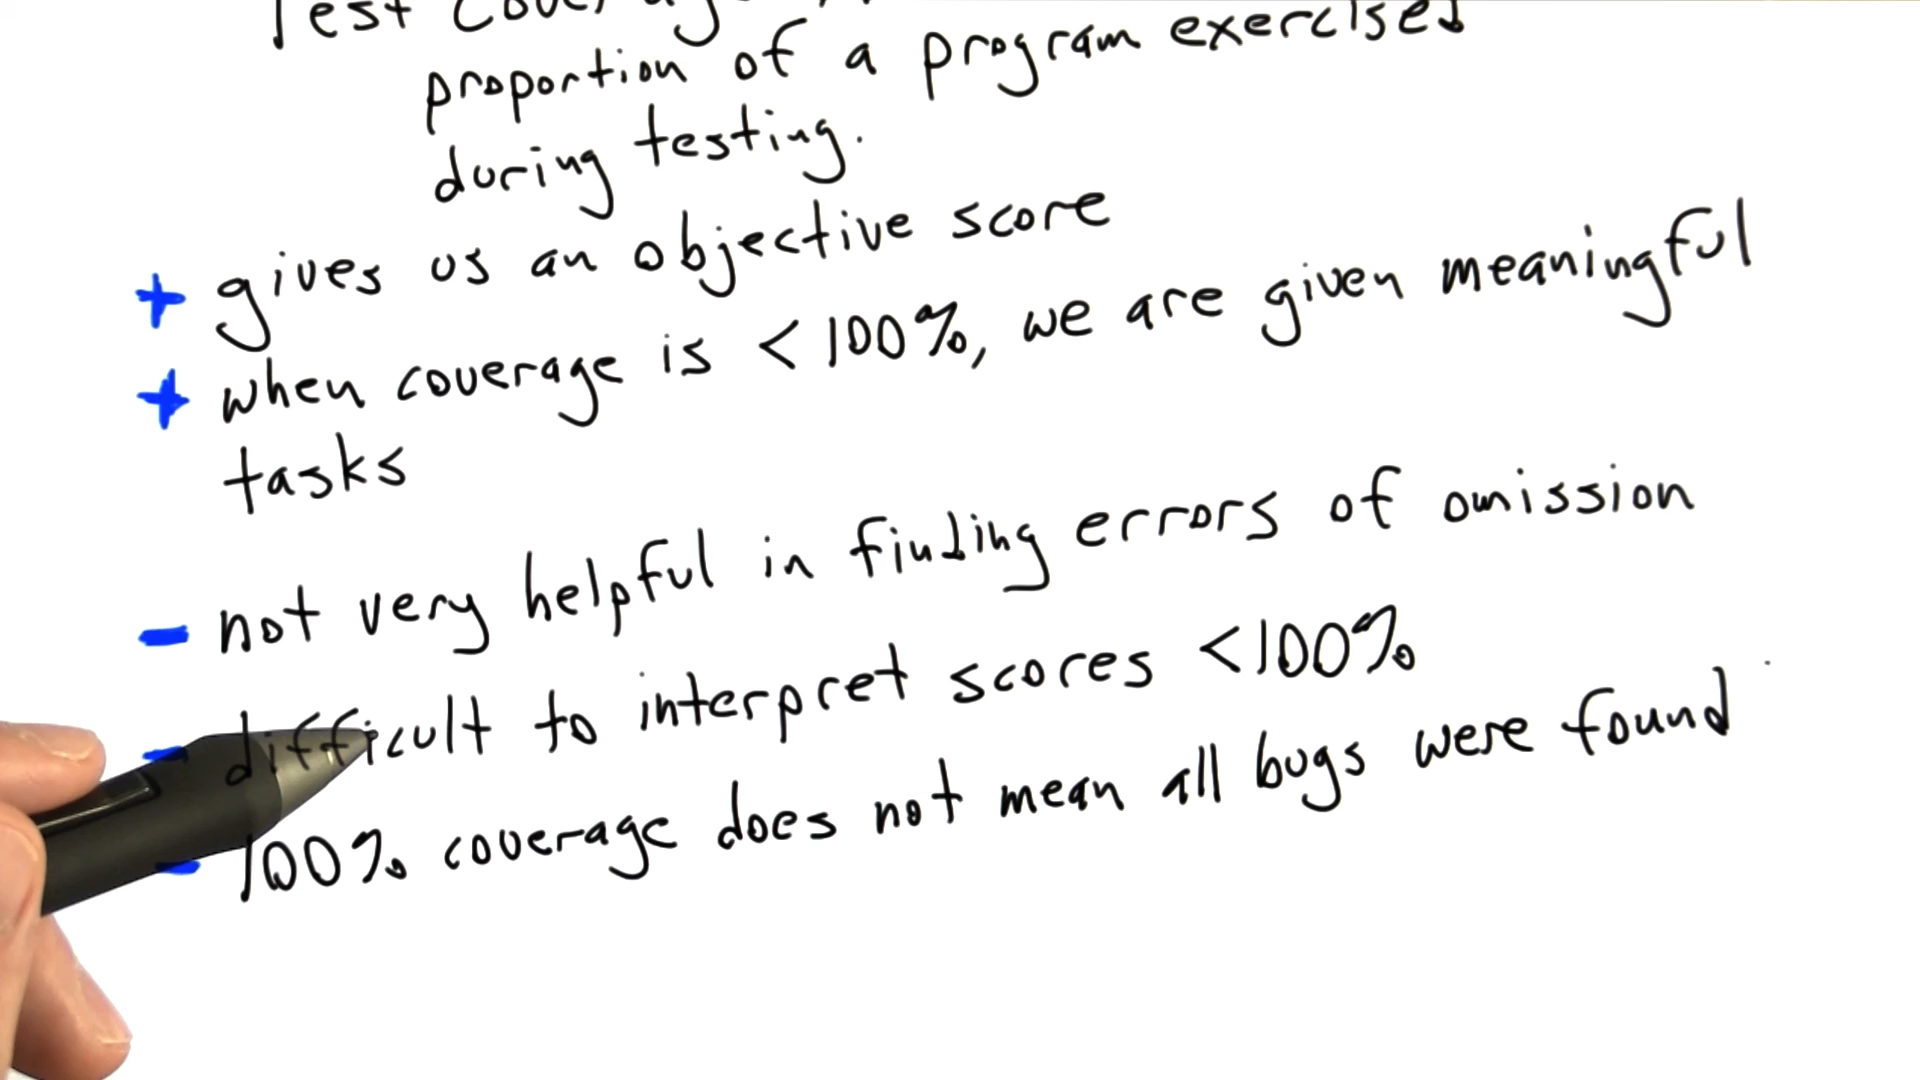 Test Coverage
proportion of a program exercised
during testing.
+ gives us an objective score
+ when coverage is < 100%, we are given meaningful
tasks
- not very helpful in finding errors of omission
- difficult to interpret scores <100%
- 100% coverage does not mean all bugs were found